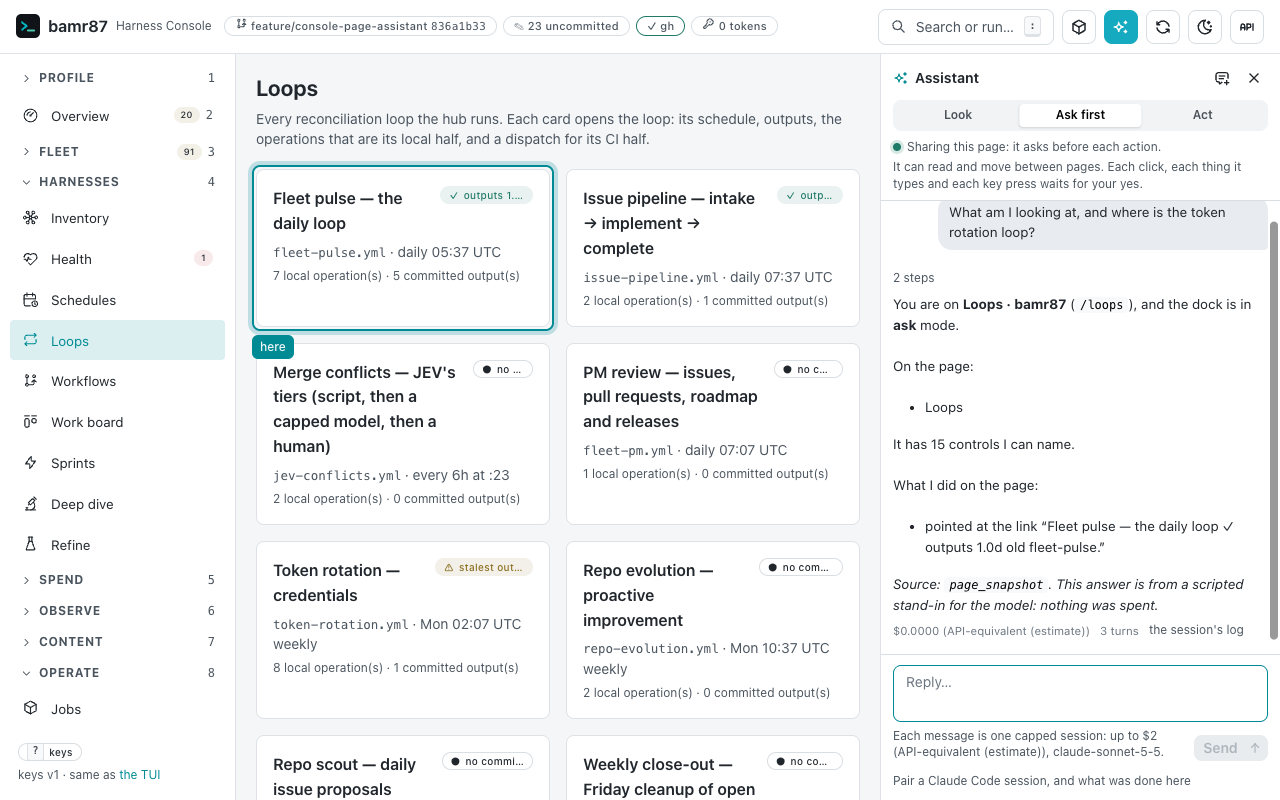 bamr87 Harness Console feature/console-page-assistant 836a1b33 23 uncommitted ✓ gh 0 tokens Search or run... : API
PROFILE 1
Overview 20 2
FLEET 91 3
HARNESSES 4
Inventory
Health 1
Schedules
Loops
Workflows
Work board
Sprints
Deep dive
Refine
SPEND 5
OBSERVE 6
CONTENT 7
OPERATE 8
Jobs
? keys
keys v1 · same as the TUI
Loops
Every reconciliation loop the hub runs. Each card opens the loop: its schedule, outputs, the
operations that are its local half, and a dispatch for its CI half.
Fleet pulse — the
daily loop
✓ outputs 1....
fleet-pulse.yml · daily 05:37 UTC
7 local operation(s) · 5 committed output(s)
here
Issue pipeline — intake
→ implement →
complete
✓ outp...
issue-pipeline.yml · daily 07:37 UTC
2 local operation(s) · 1 committed output(s)
Merge conflicts — JEV's
tiers (script, then a
capped model, then a
human)
no ...
jev-conflicts.yml · every 6h at :23
2 local operation(s) · 0 committed output(s)
PM review — issues,
pull requests, roadmap
and releases
no c...
fleet-pm.yml · daily 07:07 UTC
1 local operation(s) · 0 committed output(s)
Token rotation —
credentials
stalest out...
token-rotation.yml · Mon 02:07 UTC
weekly
8 local operation(s) · 1 committed output(s)
Repo evolution —
proactive
improvement
no com...
repo-evolution.yml · Mon 10:37 UTC
weekly
2 local operation(s) · 0 committed output(s)
Repo scout — daily
issue proposals
no commi...
Weekly close-out —
Friday cleanup of open
no co...
Assistant
Look Ask first Act
Sharing this page: it asks before each action.
It can read and move between pages. Each click, each thing it
types and each key press waits for your yes.
What am I looking at, and where is the token
rotation loop?
2 steps
You are on Loops · bamr87 ( /loops ), and the dock is in
ask mode.
On the page:
• Loops
It has 15 controls I can name.
What I did on the page:
• pointed at the link “Fleet pulse — the daily loop ✓
outputs 1.0d old fleet-pulse.”
Source: page_snapshot . This answer is from a scripted
stand-in for the model: nothing was spent.
$0.0000 (API-equivalent (estimate)) 3 turns the session's log
Reply...
Each message is one capped session: up to $2
(API-equivalent (estimate)), claude-sonnet-5-5.
Send ↑
Pair a Claude Code session, and what was done here